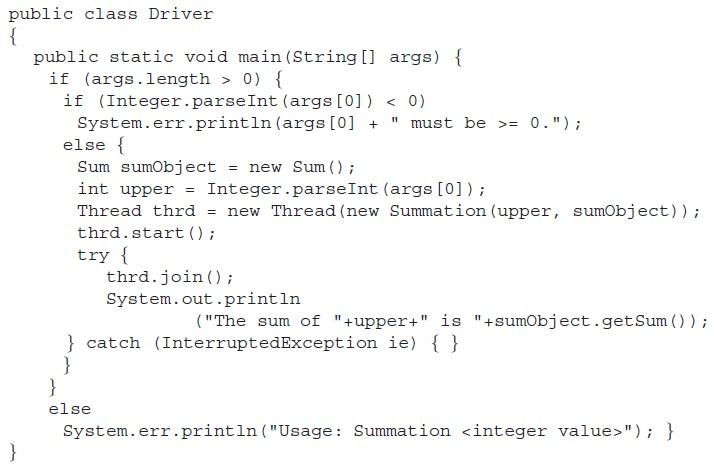 public class Driver
{
public static void main(String[] args) {
if (args.length > 0) {
if (Integer.parseInt(args[0]) < 0)
System.err.println(args[0] + " must be >= 0.");
else {
Sum sumObject = new Sum();
int upper = Integer.parseInt(args[0]);
Thread thrd = new Thread(new Summation(upper, sumObject));
thrd.start();
try {
thrd.join();
System.out.println
("The sum of "+upper+" is "+sumObject.getSum());
} catch (InterruptedException ie) { }
}
}
else
System.err.println("Usage: Summation <integer value>"); }
}